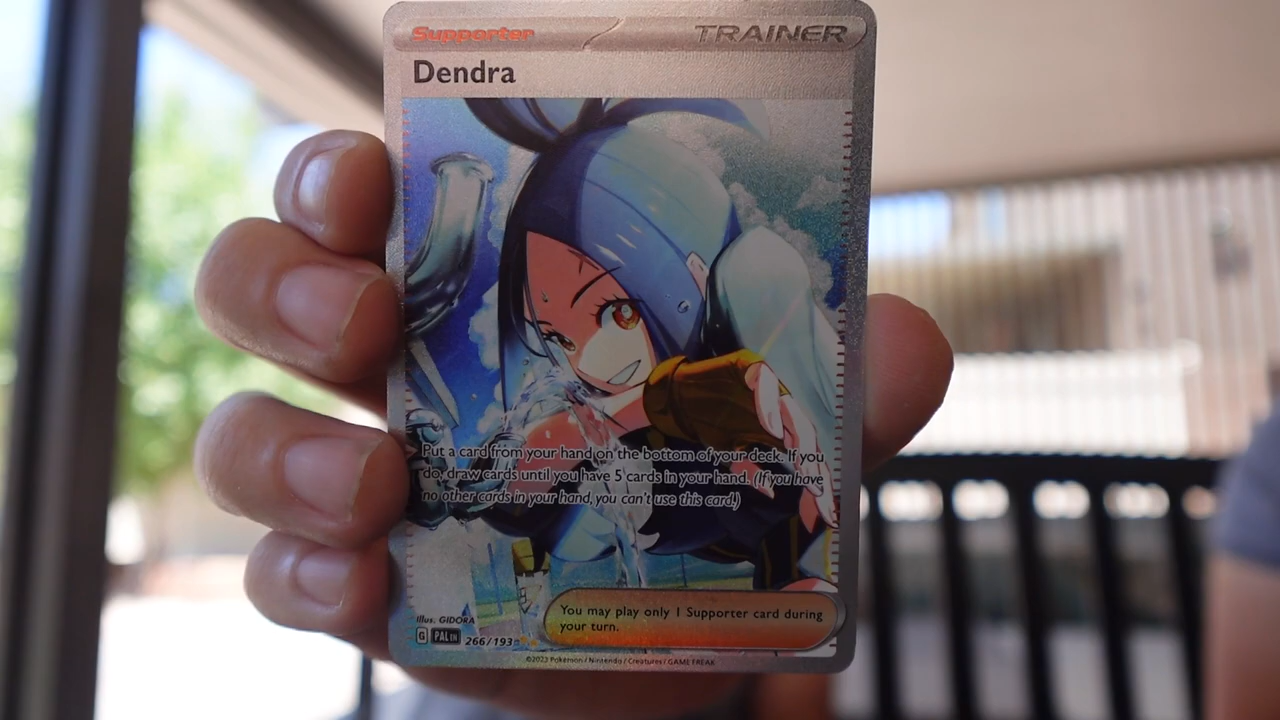 Supporter TRAINER
Dendra
Put a card from your hand on the bottom of your deck. If you
do, draw cards until you have 5 cards in your hand. (If you have
no other cards in your hand, you can't use this card.)
You may play only 1 Supporter card during
your turn.
Illus. GIDORA
G PAL EN 266/193
©2023 Pokémon / Nintendo / Creatures / GAME FREAK